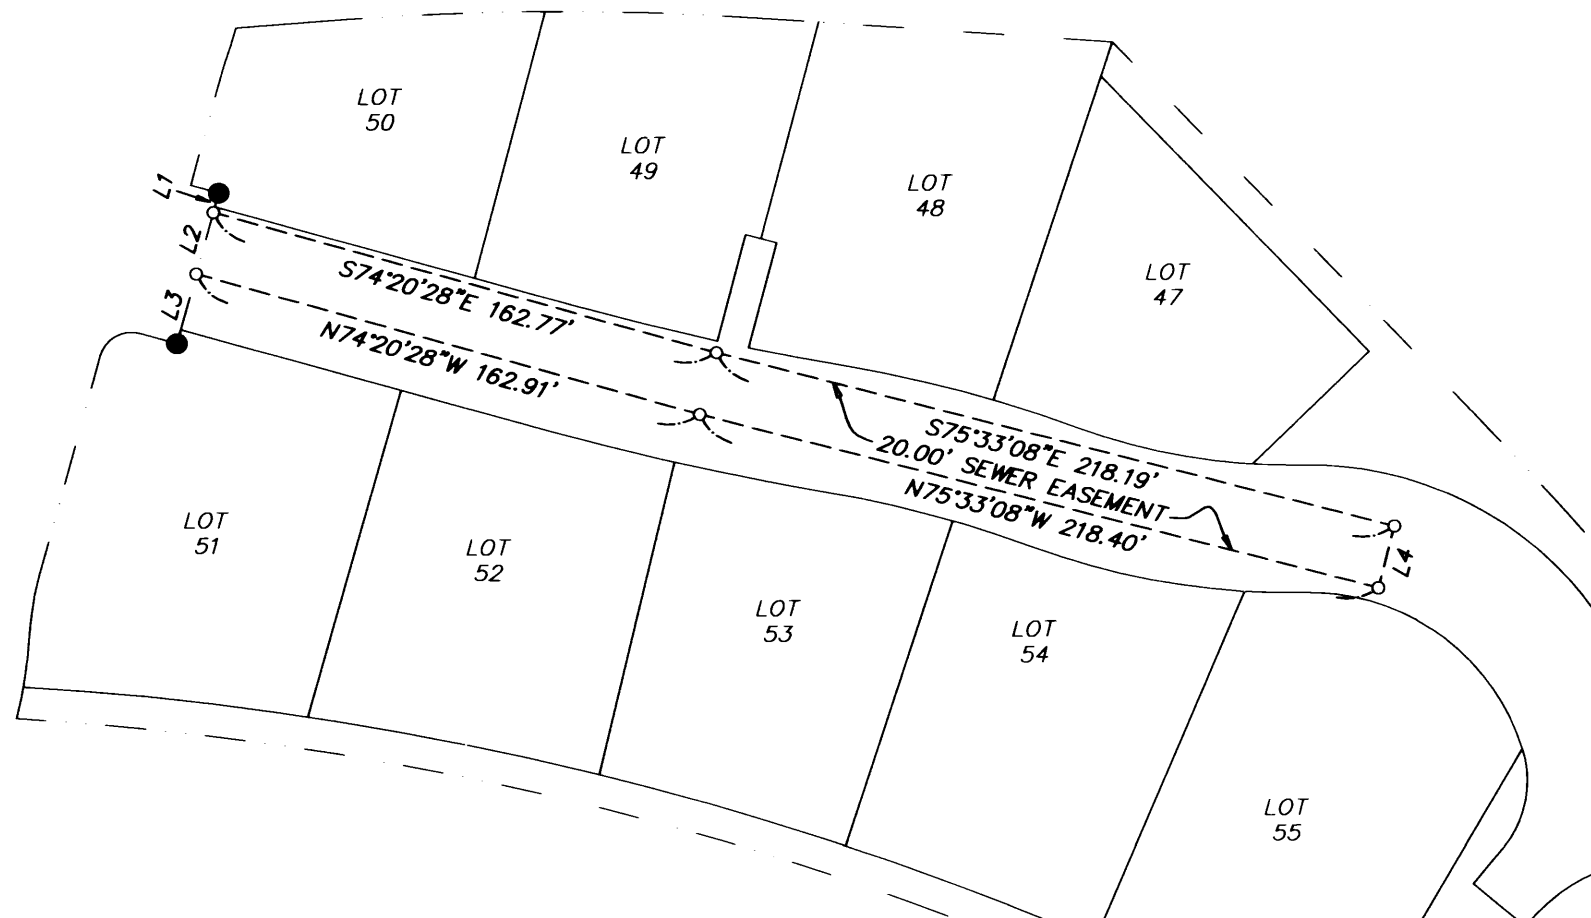 LOT
50
LOT
49
LOT
48
LOT
47
L1
L2
L3
S74°20'28"E 162.77'
N74°20'28"W 162.91'
S75°33'08"E 218.19'
20.00' SEWER EASEMENT
N75°33'08"W 218.40'
L4
LOT
51
LOT
52
LOT
53
LOT
54
LOT
55